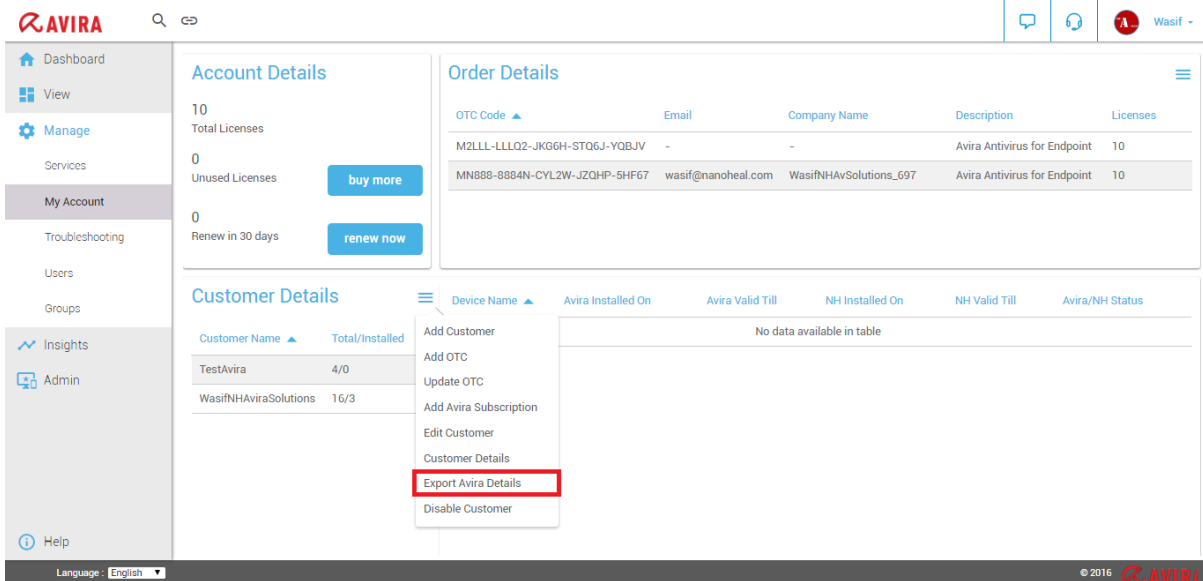 AVIRA
Wasif
Dashboard
View
Manage
Services
My Account
Troubleshooting
Users
Groups
Insights
Admin
Help
Account Details
10
Total Licenses
0
Unused Licenses
buy more
0
Renew in 30 days
renew now
Order Details
OTC Code Email Company Name Description Licenses
M2LLL-LLLQ2-JKG6H-STQ6J-YQBJV - - Avira Antivirus for Endpoint 10
MN888-8884N-CYL2W-JZQHP-5HF67 wasif@nanoheal.com WasifNHAvSolutions_697 Avira Antivirus for Endpoint 10
Customer Details
Customer Name Total/Installed
TestAvira 4/0
WasifNHAviraSolutions 16/3
Add Customer
Add OTC
Update OTC
Add Avira Subscription
Edit Customer
Customer Details
Export Avira Details
Disable Customer
Device Name Avira Installed On Avira Valid Till NH Installed On NH Valid Till Avira/NH Status
No data available in table
Language : English
© 2016 AVIRA